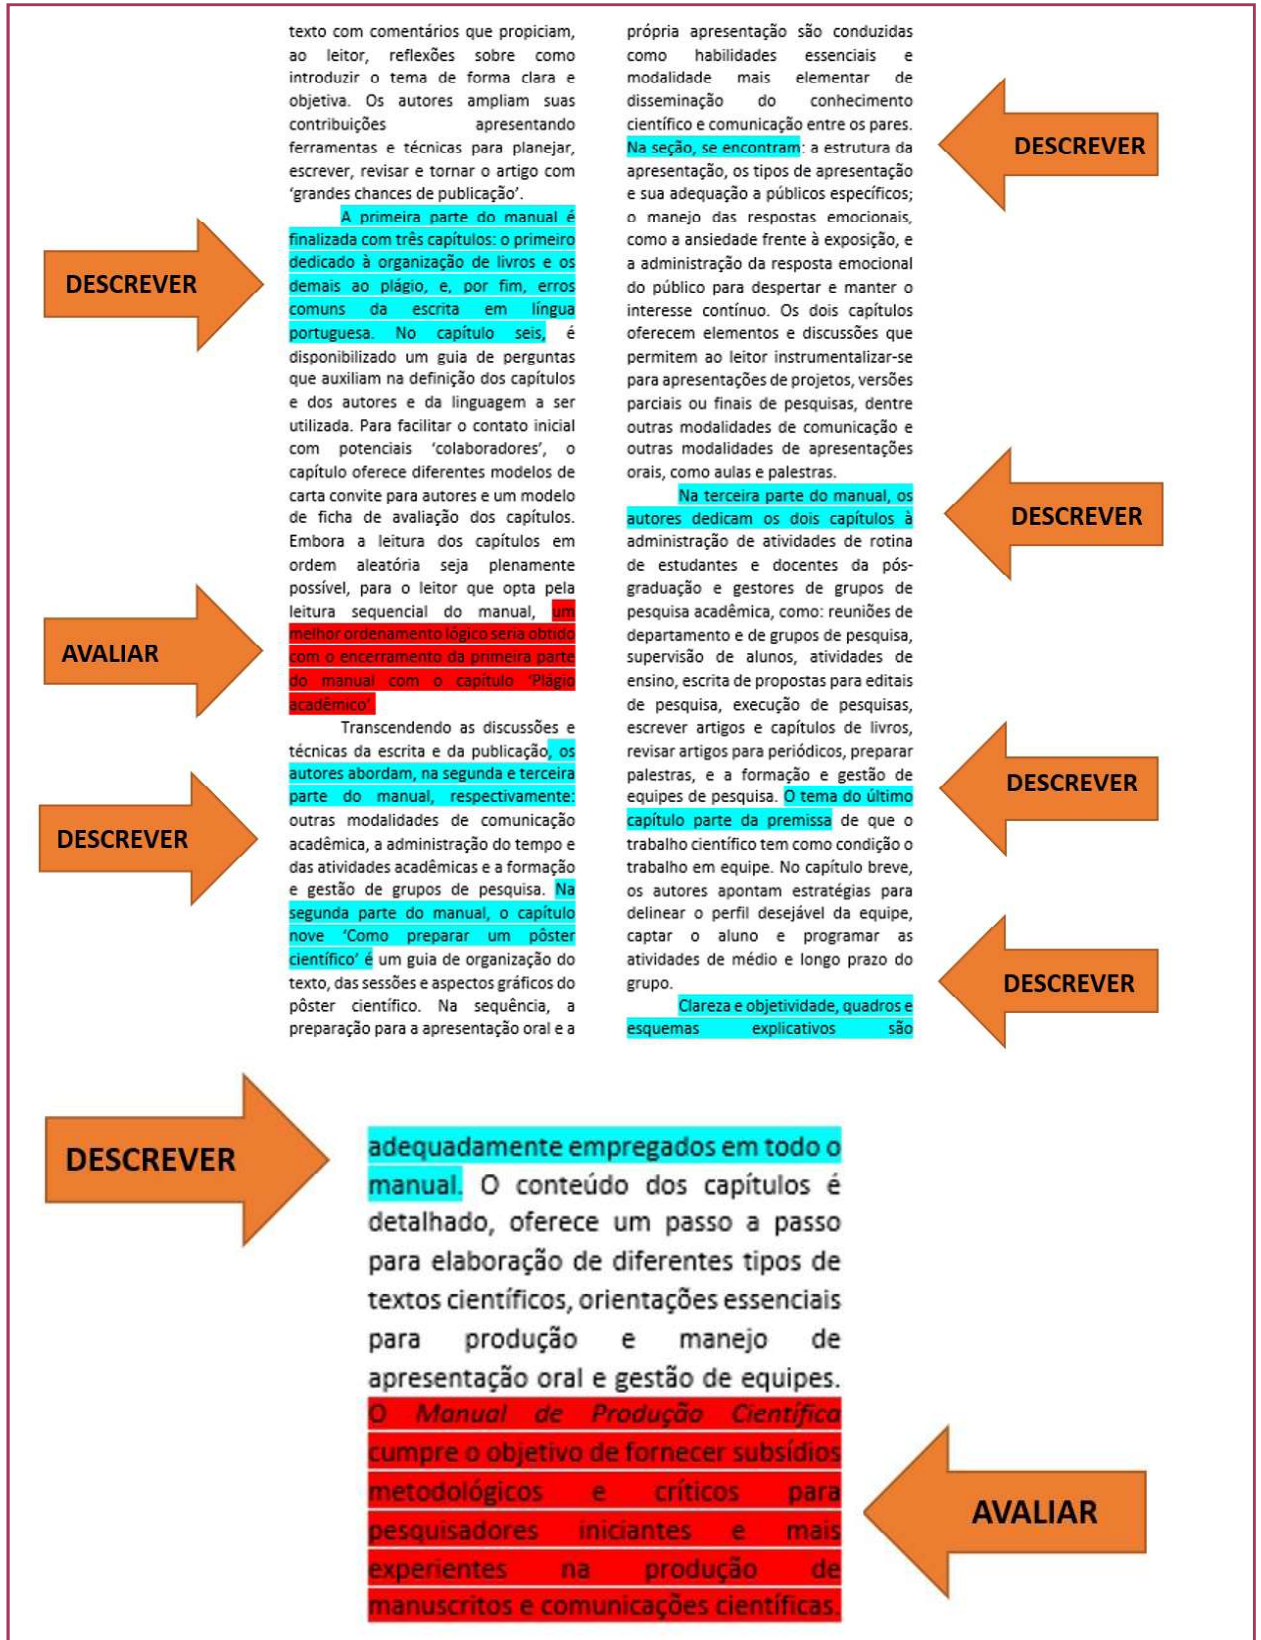 texto com comentários que propiciam,
ao leitor, reflexões sobre como
introduzir o tema de forma clara e
objetiva. Os autores ampliam suas
contribuições apresentando
ferramentas e técnicas para planejar,
escrever, revisar e tornar o artigo com
‘grandes chances de publicação’.
A primeira parte do manual é
finalizada com três capítulos: o primeiro
dedicado à organização de livros e os
demais ao plágio, e, por fim, erros
comuns da escrita em língua
portuguesa. No capítulo seis, é
disponibilizado um guia de perguntas
que auxiliam na definição dos capítulos
e dos autores e da linguagem a ser
utilizada. Para facilitar o contato inicial
com potenciais ‘colaboradores’, o
capítulo oferece diferentes modelos de
carta convite para autores e um modelo
de ficha de avaliação dos capítulos.
Embora a leitura dos capítulos em
ordem aleatória seja plenamente
possível, para o leitor que opta pela
leitura sequencial do manual, um
melhor ordenamento lógico seria obtido
com o encerramento da primeira parte
do manual com o capítulo ‘Plágio
acadêmico’.
Transcendendo as discussões e
técnicas da escrita e da publicação, os
autores abordam, na segunda e terceira
parte do manual, respectivamente:
outras modalidades de comunicação
acadêmica, a administração do tempo e
das atividades acadêmicas e a formação
e gestão de grupos de pesquisa. Na
segunda parte do manual, o capítulo
nove ‘Como preparar um pôster
científico’ é um guia de organização do
texto, das sessões e aspectos gráficos do
pôster científico. Na sequência, a
preparação para a apresentação oral e a
DESCREVER
AVALIAR
DESCREVER
própria apresentação são conduzidas
como habilidades essenciais e
modalidade mais elementar de
disseminação do conhecimento
científico e comunicação entre os pares.
Na seção, se encontram: a estrutura da
apresentação, os tipos de apresentação
e sua adequação a públicos específicos;
o manejo das respostas emocionais,
como a ansiedade frente à exposição, e
a administração da resposta emocional
do público para despertar e manter o
interesse contínuo. Os dois capítulos
oferecem elementos e discussões que
permitem ao leitor instrumentalizar-se
para apresentações de projetos, versões
parciais ou finais de pesquisas, dentre
outras modalidades de comunicação e
outras modalidades de apresentações
orais, como aulas e palestras.
Na terceira parte do manual, os
autores dedicam os dois capítulos à
administração de atividades de rotina
de estudantes e docentes da pós-
graduação e gestores de grupos de
pesquisa acadêmica, como: reuniões de
departamento e de grupos de pesquisa,
supervisão de alunos, atividades de
ensino, escrita de propostas para editais
de pesquisa, execução de pesquisas,
escrever artigos e capítulos de livros,
revisar artigos para periódicos, preparar
palestras, e a formação e gestão de
equipes de pesquisa. O tema do último
capítulo parte da premissa de que o
trabalho científico tem como condição o
trabalho em equipe. No capítulo breve,
os autores apontam estratégias para
delinear o perfil desejável da equipe,
captar o aluno e programar as
atividades de médio e longo prazo do
grupo.
Clareza e objetividade, quadros e
esquemas explicativos são
DESCREVER
DESCREVER
DESCREVER
DESCREVER
DESCREVER
adequadamente empregados em todo o
manual. O conteúdo dos capítulos é
detalhado, oferece um passo a passo
para elaboração de diferentes tipos de
textos científicos, orientações essenciais
para produção e manejo de
apresentação oral e gestão de equipes.
O Manual de Produção Científica
cumpre o objetivo de fornecer subsídios
metodológicos e críticos para
pesquisadores iniciantes e mais
experientes na produção de
manuscritos e comunicações científicas.
AVALIAR